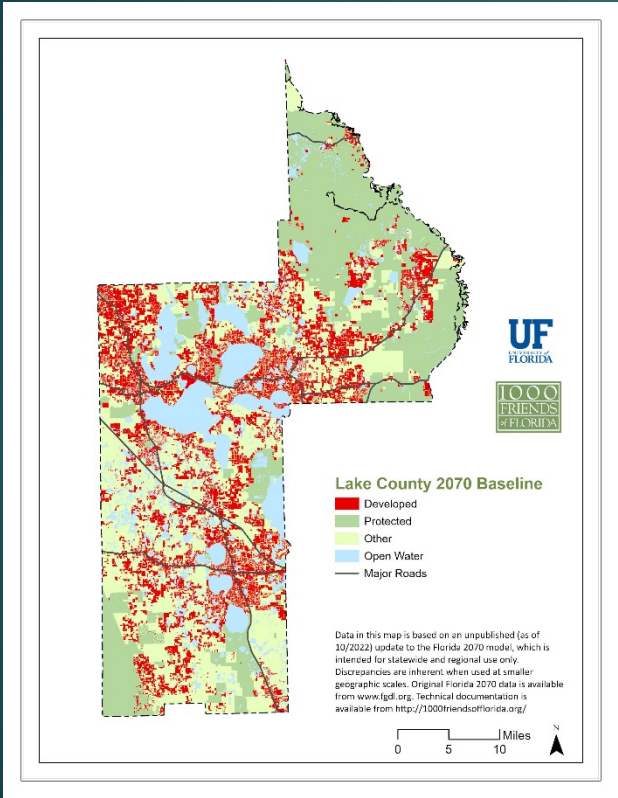 UF
UNIVERSITY of
FLORIDA
1000
FRIENDS
of FLORIDA
Lake County 2070 Baseline
Developed
Protected
Other
Open Water
Major Roads
Data in this map is based on an unpublished (as of
10/2022) update to the Florida 2070 model, which is
intended for statewide and regional use only.
Discrepancies are inherent when used at smaller
geographic scales. Original Florida 2070 data is available
from www.fgdl.org. Technical documentation is
available from http://1000friendsofflorida.org/
Miles
0 5 10
N